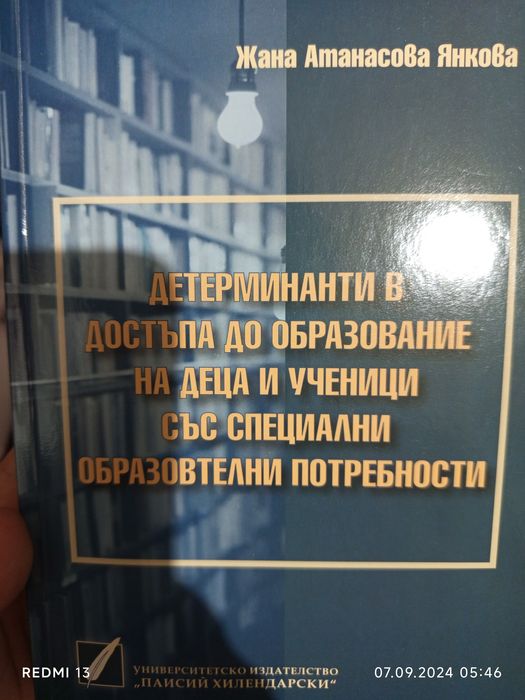 Жана Атанасова Янкова
ДЕТЕРМИНАНТИ В
ДОСТЪПА ДО ОБРАЗОВАНИЕ
НА ДЕЦА И УЧЕНИЦИ
СЪС СПЕЦИАЛНИ
ОБРАЗОВТЕЛНИ ПОТРЕБНОСТИ
УНИВЕРСИТЕТСКО ИЗДАТЕЛСТВО
„ПАИСИЙ ХИЛЕНДАРСКИ“
REDMI 13
07.09.2024 05:46